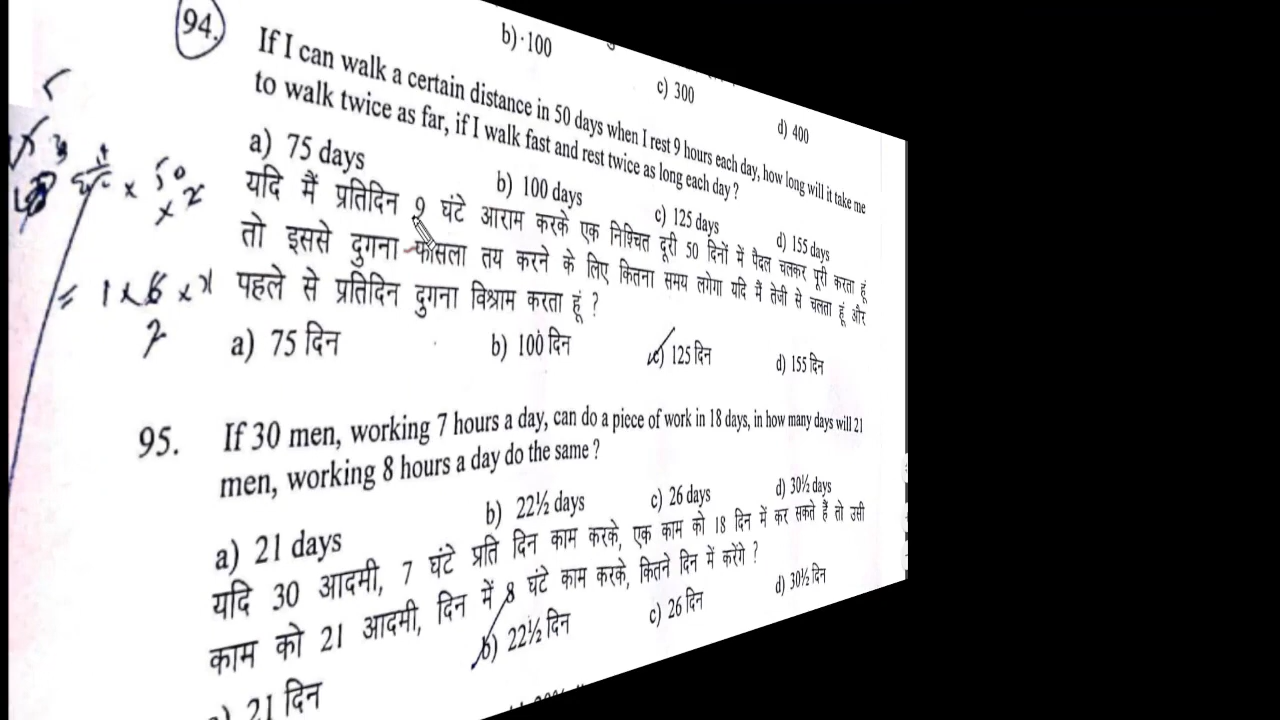 b) 100
c) 300
d) 400
94. If I can walk a certain distance in 50 days when I rest 9 hours each day, how long will it take me
to walk twice as far, if I walk fast and rest twice as long each day ?
a) 75 days b) 100 days c) 125 days d) 155 days
यदि मैं प्रतिदिन 9 घंटे आराम करके एक निश्चित दूरी 50 दिनों में पैदल चलकर पूरी करता हूं
तो इससे दुगना फासला तय करने के लिए कितना समय लगेगा यदि मैं तेजी से चलता हूं और
पहले से प्रतिदिन दुगना विश्राम करता हूं ?
a) 75 दिन b) 100 दिन c) 125 दिन d) 155 दिन
× 50
× 2
= 1 × 6 × x
2
95. If 30 men, working 7 hours a day, can do a piece of work in 18 days, in how many days will 21
men, working 8 hours a day do the same ?
a) 21 days b) 22½ days c) 26 days d) 30½ days
यदि 30 आदमी, 7 घंटे प्रति दिन काम करके, एक काम को 18 दिन में कर सकते हैं तो उसी
काम को 21 आदमी, दिन में 8 घंटे काम करके, कितने दिन में करेंगे ?
21 दिन b) 22½ दिन c) 26 दिन d) 30½ दिन